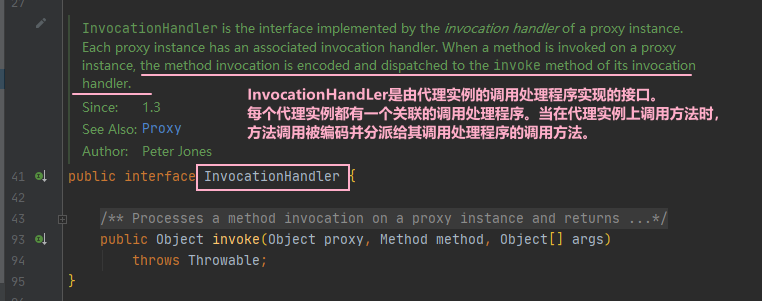 27
InvocationHandler is the interface implemented by the invocation handler of a proxy instance.
Each proxy instance has an associated invocation handler. When a method is invoked on a proxy
instance, the method invocation is encoded and dispatched to the invoke method of its invocation
handler.
InvocationHandLer是由代理实例的调用处理程序实现的接口。
每个代理实例都有一个关联的调用处理程序。当在代理实例上调用方法时，
方法调用被编码并分派给其调用处理程序的调用方法。
Since: 1.3
See Also: Proxy
Author: Peter Jones
41 public interface InvocationHandler {
42
43 /** Processes a method invocation on a proxy instance and returns ...*/
93 public Object invoke(Object proxy, Method method, Object[] args)
94 throws Throwable;
95 }